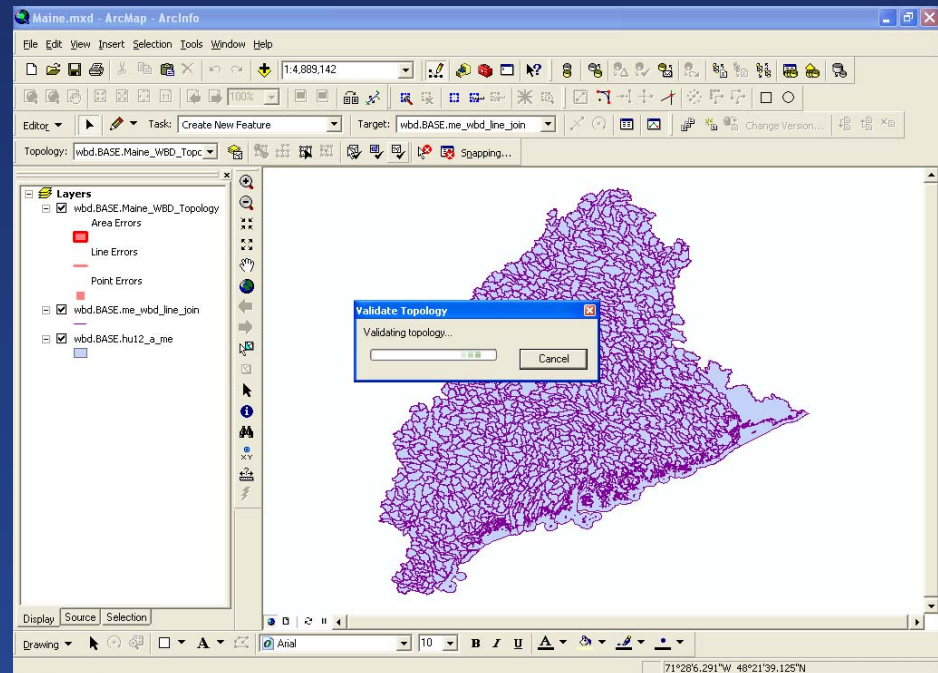 Maine.mxd - ArcMap - ArcInfo
File Edit View Insert Selection Tools Window Help
1:4,889,142
100%
Editor Task: Create New Feature Target: wbd.BASE.me_wbd_line_join Change Version...
Topology: wbd.BASE.Maine_WBD_Topc Snapping...
Layers
wbd.BASE.Maine_WBD_Topology
Area Errors
Line Errors
Point Errors
wbd.BASE.me_wbd_line_join
wbd.BASE.hu12_a_me
Validate Topology
Validating topology...
Cancel
Display Source Selection
Drawing A Arial 10 B I U A
71°28'6.291"W 48°21'39.125"N